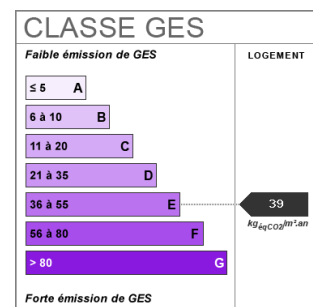 CLASSE GES
Faible émission de GES
LOGEMENT
≤ 5 A
6 à 10 B
11 à 20 C
21 à 35 D
36 à 55 E
39
kgéqCO2/m².an
56 à 80 F
> 80 G
Forte émission de GES